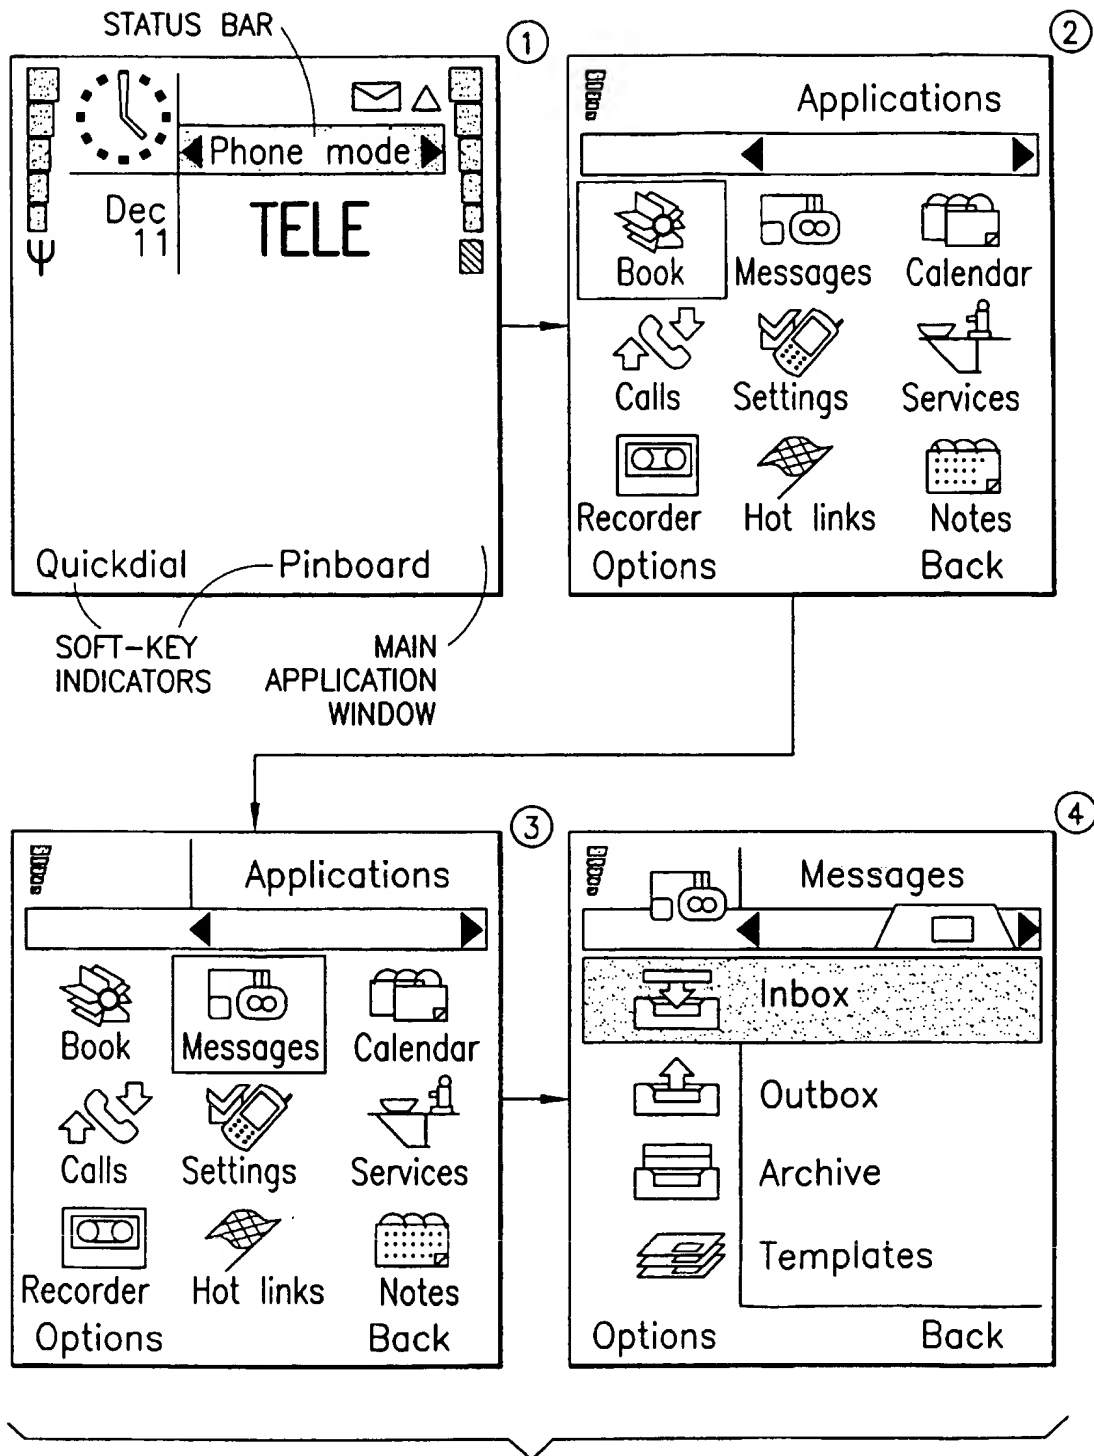 STATUS BAR
1
Phone mode
Dec
11
TELE
Quickdial
Pinboard
SOFT-KEY
INDICATORS
MAIN
APPLICATION
WINDOW
2
Applications
Book
Messages
Calendar
Calls
Settings
Services
Recorder
Hot links
Notes
Options
Back
3
Applications
Book
Messages
Calendar
Calls
Settings
Services
Recorder
Hot links
Notes
Options
Back
4
Messages
Inbox
Outbox
Archive
Templates
Options
Back